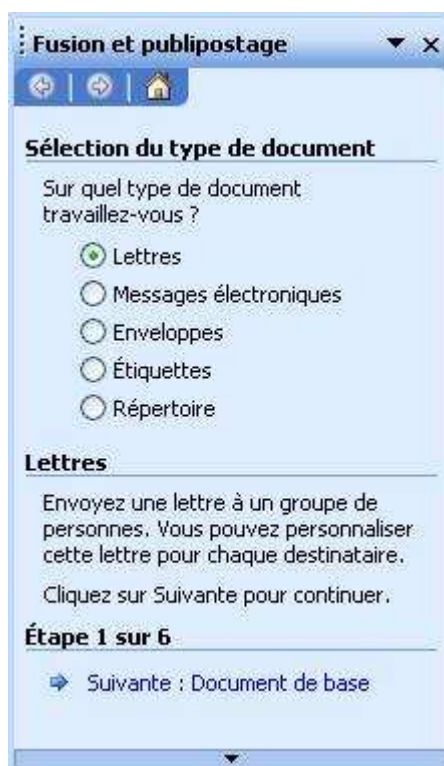 Fusion et publipostage
Sélection du type de document
Sur quel type de document
travaillez-vous ?
Lettres
Messages électroniques
Enveloppes
Étiquettes
Répertoire
Lettres
Envoyez une lettre à un groupe de
personnes. Vous pouvez personnaliser
cette lettre pour chaque destinataire.
Cliquez sur Suivante pour continuer.
Étape 1 sur 6
Suivante : Document de base